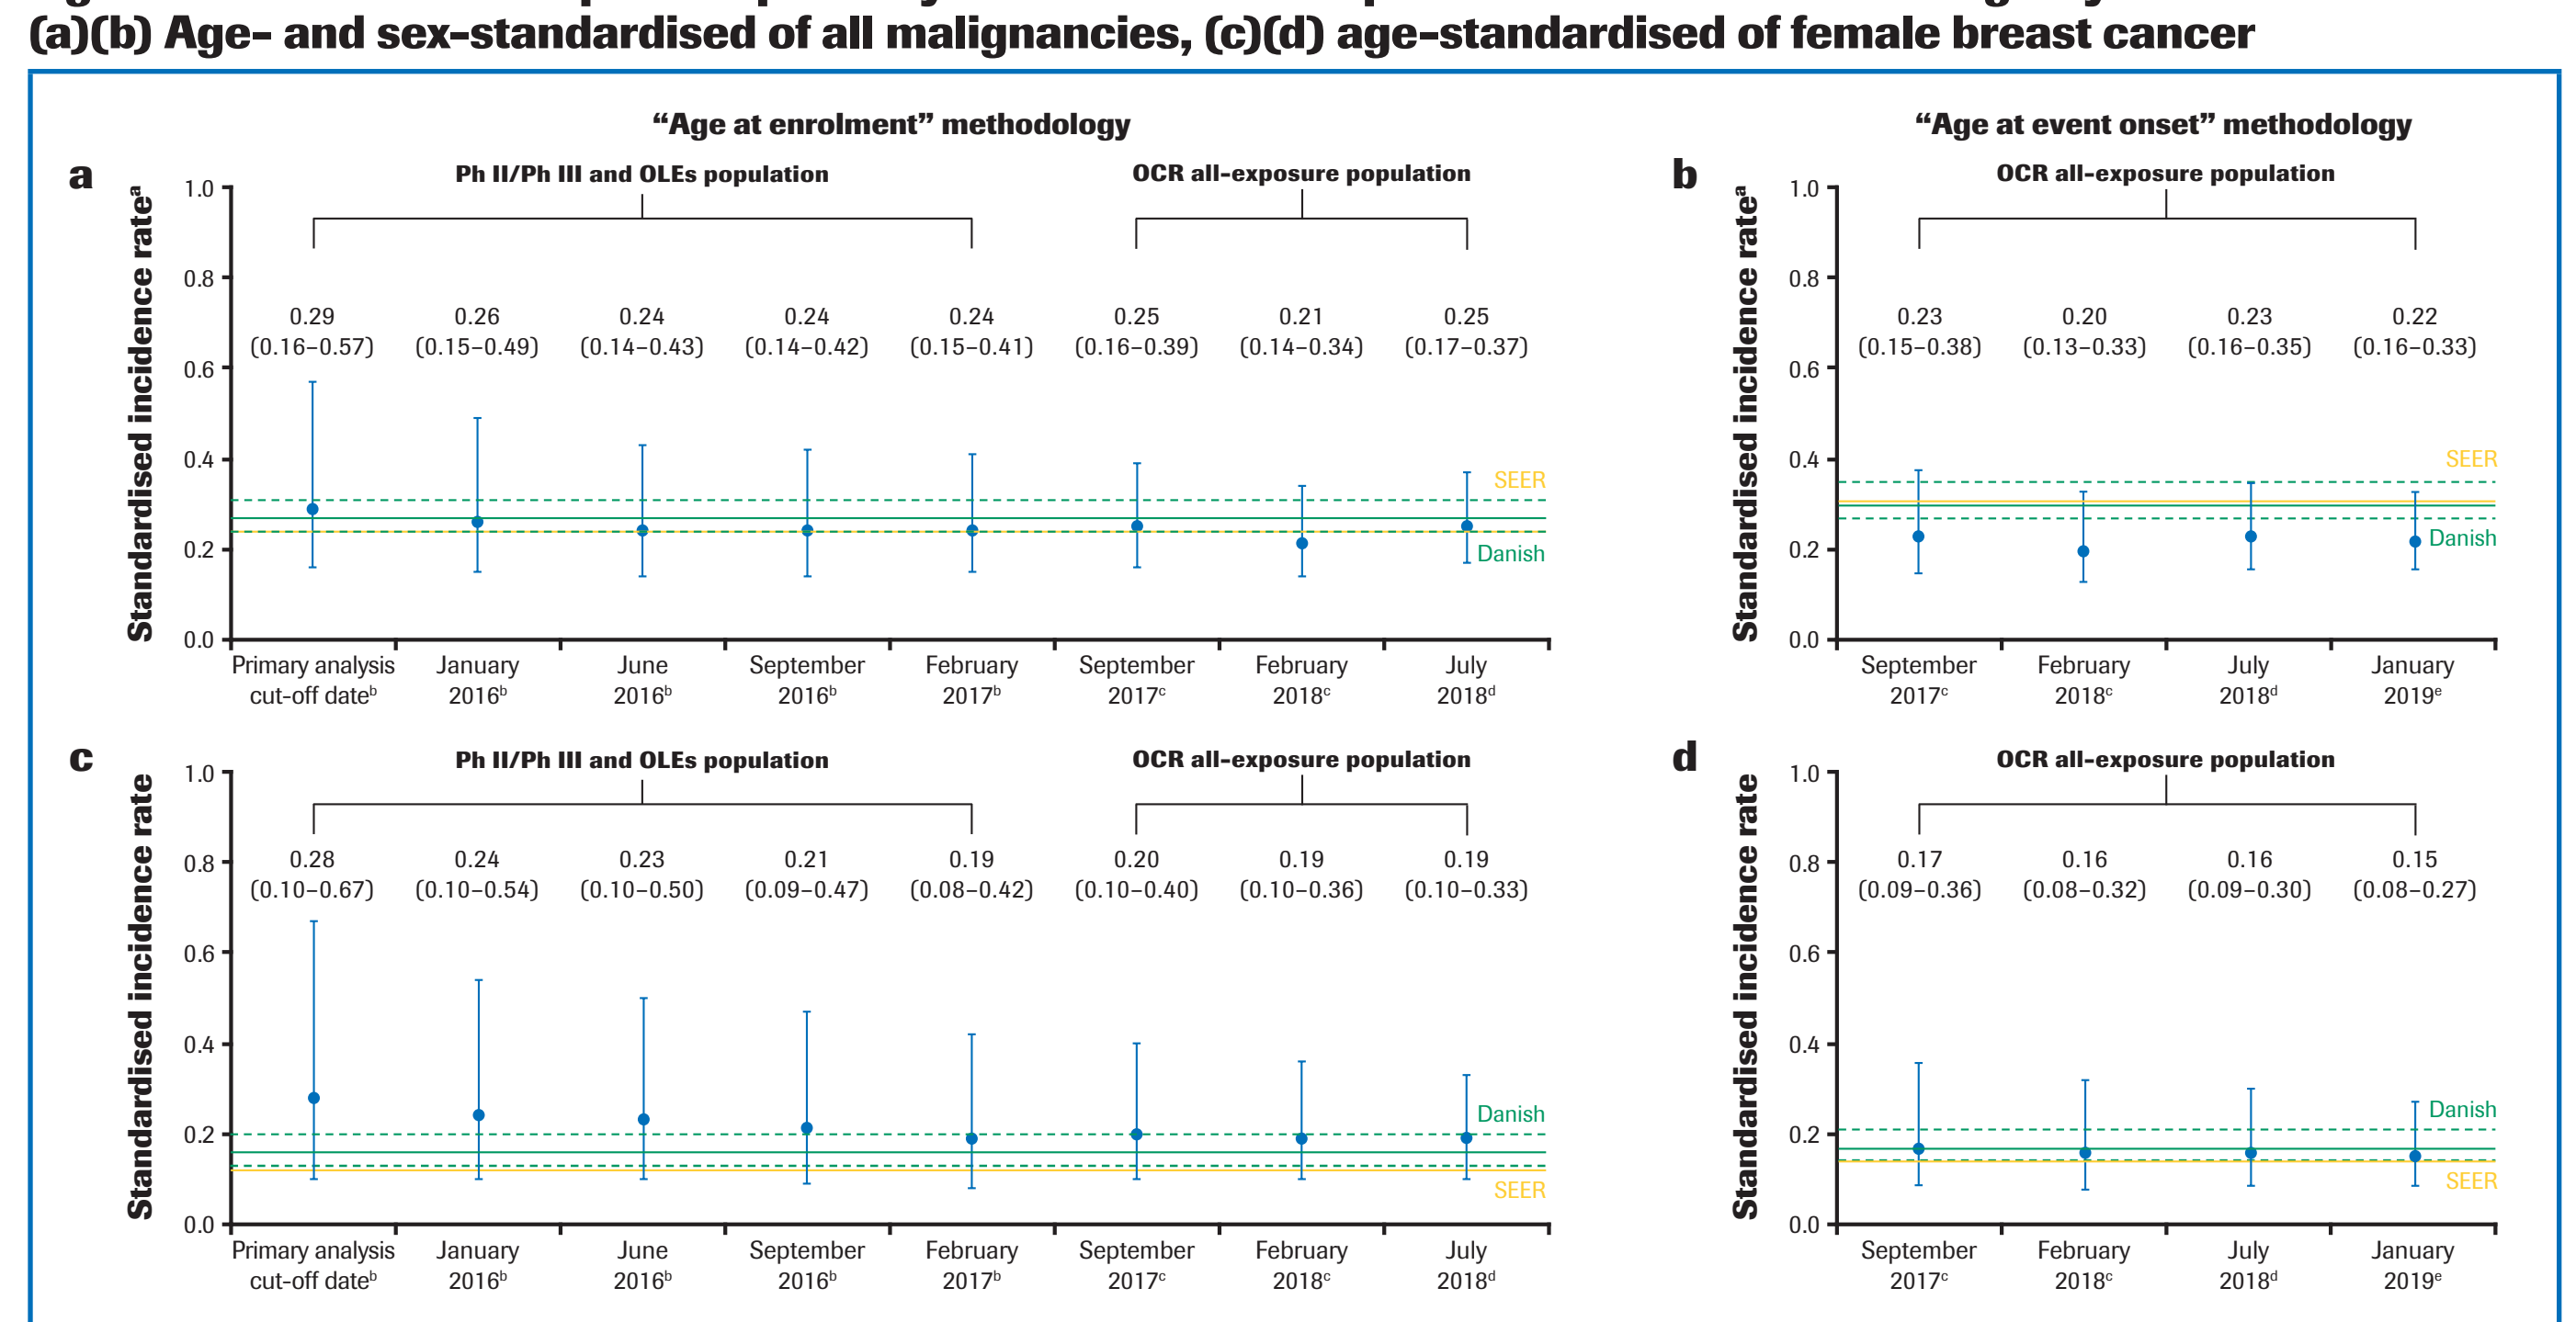 (a)(b) Age- and sex-standardised of all malignancies, (c)(d) age-standardised of female breast cancer
“Age at enrolment” methodology
“Age at event onset” methodology
a
Ph II/Ph III and OLEs population
OCR all-exposure population
Standardised incidence rateᵃ
1.0
0.8
0.6
0.4
0.2
0.0
0.29 0.26 0.24 0.24 0.24 0.25 0.21 0.25
(0.16–0.57) (0.15–0.49) (0.14–0.43) (0.14–0.42) (0.15–0.41) (0.16–0.39) (0.14–0.34) (0.17–0.37)
SEER
Danish
Primary analysis January June September February September February July
cut-off dateᵇ 2016ᵇ 2016ᵇ 2016ᵇ 2017ᵇ 2017ᶜ 2018ᶜ 2018ᵈ
b
OCR all-exposure population
Standardised incidence rateᵃ
1.0
0.8
0.6
0.4
0.2
0.0
0.23 0.20 0.23 0.22
(0.15–0.38) (0.13–0.33) (0.16–0.35) (0.16–0.33)
SEER
Danish
September February July January
2017ᶜ 2018ᶜ 2018ᵈ 2019ᵉ
c
Ph II/Ph III and OLEs population
OCR all-exposure population
Standardised incidence rate
1.0
0.8
0.6
0.4
0.2
0.0
0.28 0.24 0.23 0.21 0.19 0.20 0.19 0.19
(0.10–0.67) (0.10–0.54) (0.10–0.50) (0.09–0.47) (0.08–0.42) (0.10–0.40) (0.10–0.36) (0.10–0.33)
Danish
SEER
Primary analysis January June September February September February July
cut-off dateᵇ 2016ᵇ 2016ᵇ 2016ᵇ 2017ᵇ 2017ᶜ 2018ᶜ 2018ᵈ
d
OCR all-exposure population
Standardised incidence rate
1.0
0.8
0.6
0.4
0.2
0.0
0.17 0.16 0.16 0.15
(0.09–0.36) (0.08–0.32) (0.09–0.30) (0.08–0.27)
Danish
SEER
September February July January
2017ᶜ 2018ᶜ 2018ᵈ 2019ᵉ